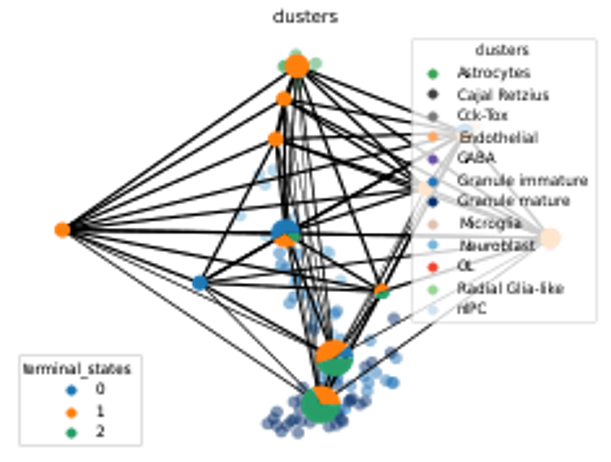 clusters
clusters
Astrocytes
Cajal Retzius
Cck-Tox
Endothelial
GABA
Granule immature
Granule mature
Microglia
Neuroblast
OL
Radial Glia-like
nIPC
terminal_states
0
1
2